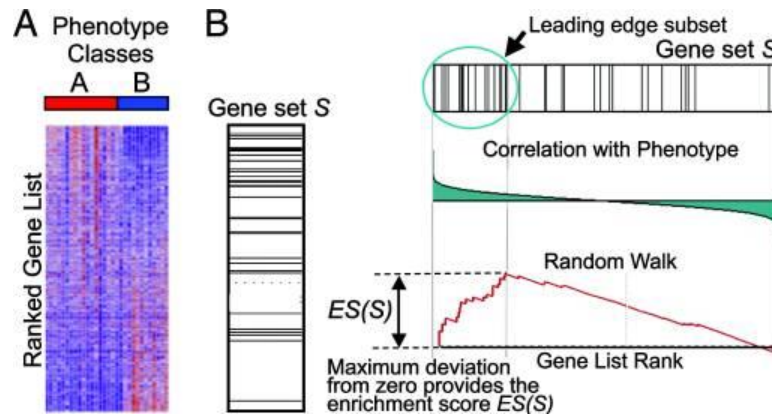 A
Phenotype
Classes
A B
Ranked Gene List
B
Gene set S
Leading edge subset
Gene set S
Correlation with Phenotype
Random Walk
ES(S)
Gene List Rank
Maximum deviation
from zero provides the
enrichment score ES(S)